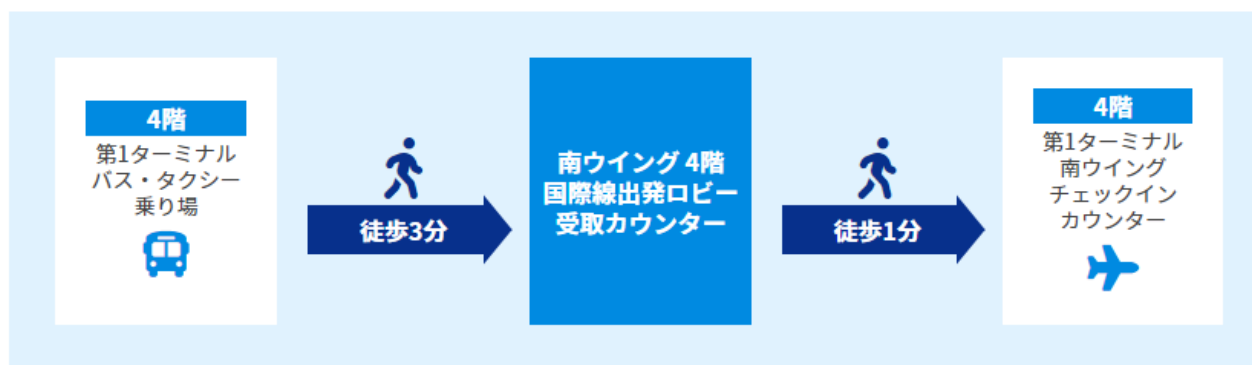 4階
第1ターミナル
バス・タクシー
乗り場
徒歩3分
南ウイング 4階
国際線出発ロビー
受取カウンター
徒歩1分
4階
第1ターミナル
南ウイング
チェックイン
カウンター